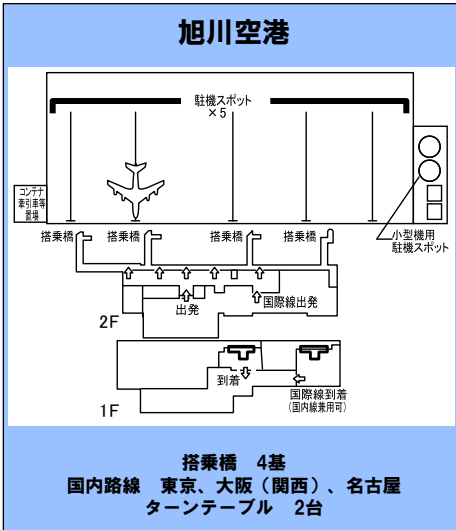 旭川空港
駐機スポット
×5
コンテナ
牽引車等
置場
搭乗橋
搭乗橋
搭乗橋
搭乗橋
小型機用
駐機スポット
出発
国際線出発
2F
到着
国際線到着
(国内線兼用可)
1F
搭乗橋 4基
国内路線 東京、大阪(関西)、名古屋
ターンテーブル 2台